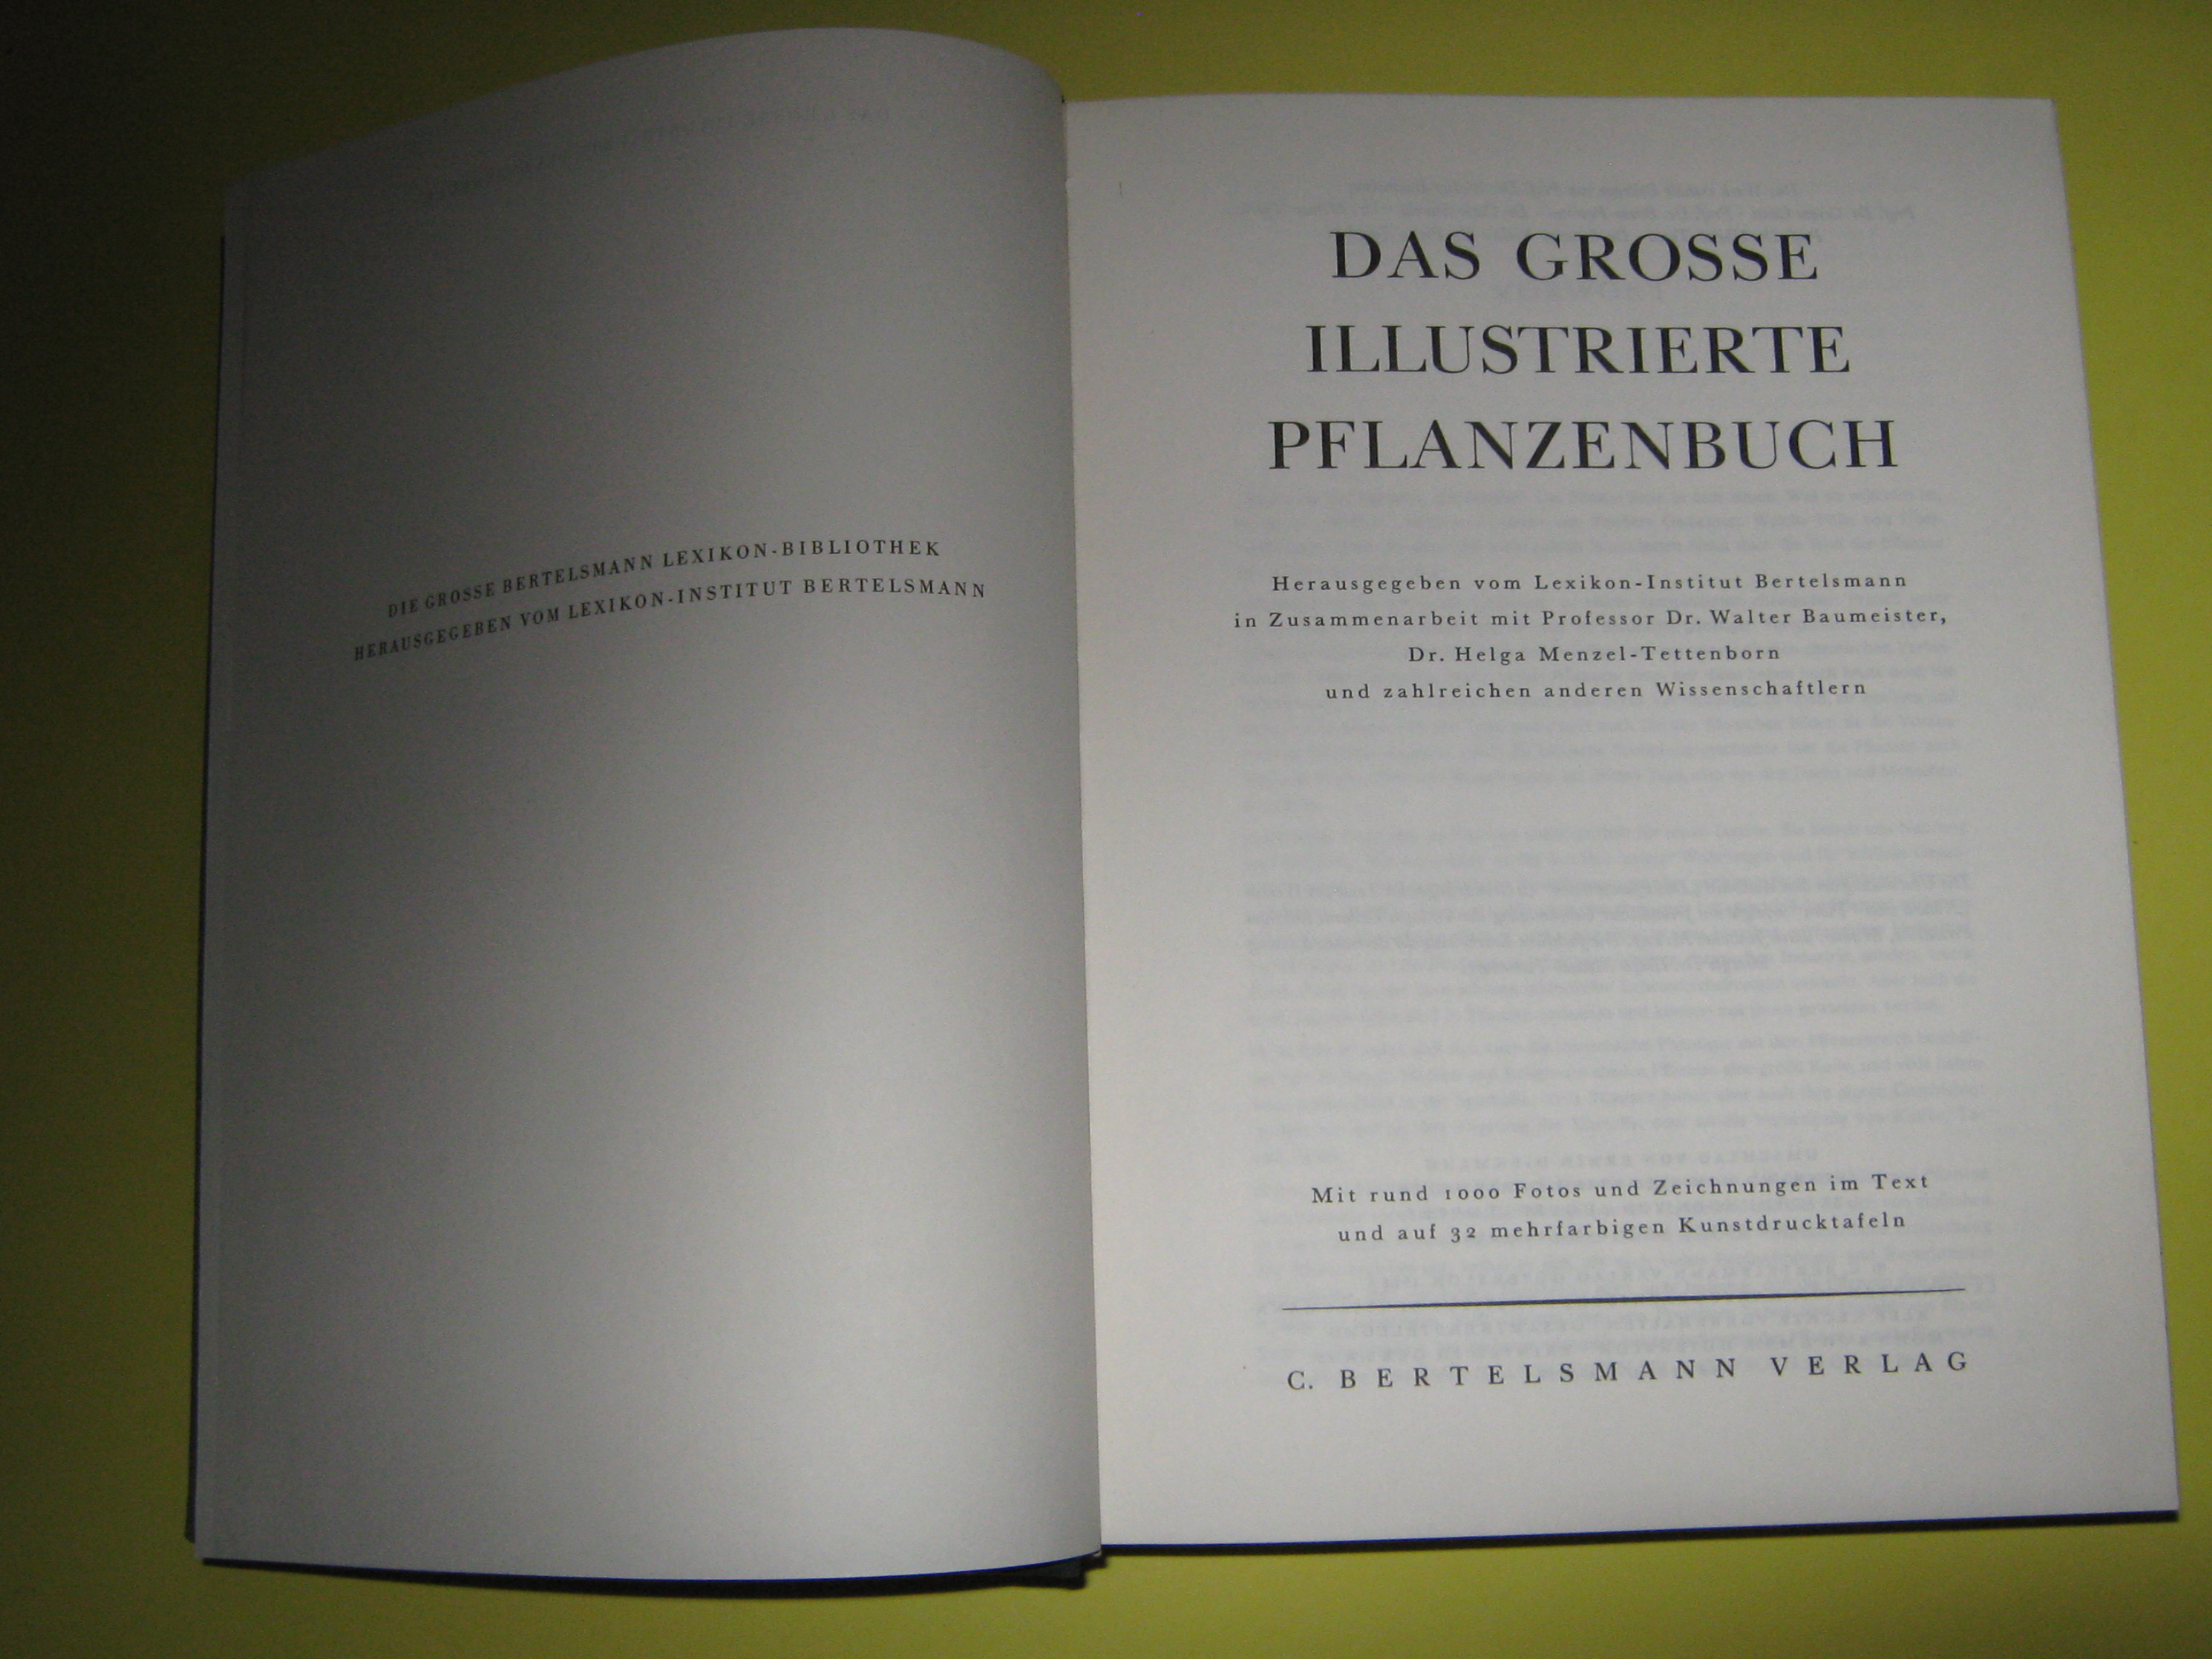 DIE GROSSE BERTELSMANN LEXIKON-BIBLIOTHEK
HERAUSGEGEBEN VOM LEXIKON-INSTITUT BERTELSMANN
DAS GROSSE
ILLUSTRIERTE
PFLANZENBUCH
Herausgegeben vom Lexikon-Institut Bertelsmann
in Zusammenarbeit mit Professor Dr. Walter Baumeister,
Dr. Helga Menzel-Tettenborn
und zahlreichen anderen Wissenschaftlern
Mit rund 1000 Fotos und Zeichnungen im Text
und auf 32 mehrfarbigen Kunstdrucktafeln
C. BERTELSMANN VERLAG